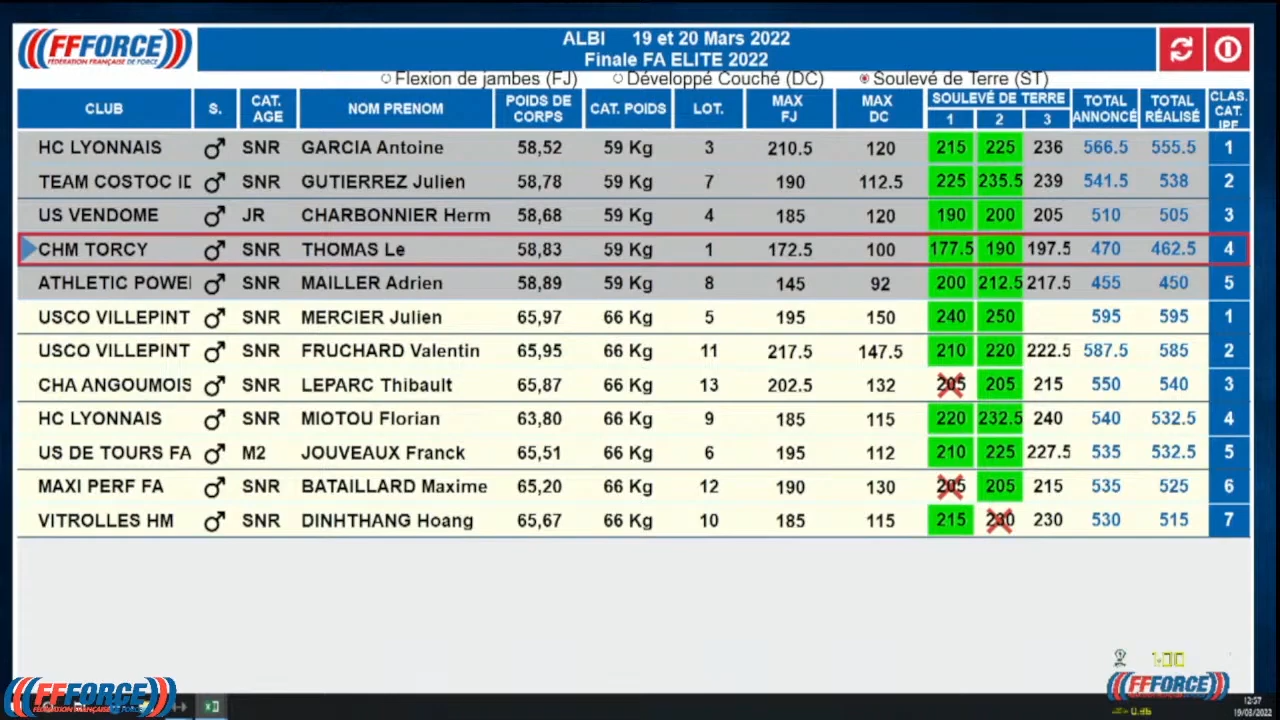 FFFORCE
FÉDÉRATION FRANÇAISE DE FORCE
ALBI 19 et 20 Mars 2022
Finale FA ELITE 2022
Flexion de jambes (FJ) Développé Couché (DC) Soulevé de Terre (ST)
CLUB S. CAT. AGE NOM PRENOM POIDS DE CORPS CAT. POIDS LOT. MAX FJ MAX DC SOULEVÉ DE TERRE 1 2 3 TOTAL ANNONCÉ TOTAL RÉALISÉ CLAS. CAT. IPF
HC LYONNAIS ♂ SNR GARCIA Antoine 58,52 59 Kg 3 210.5 120 215 225 236 566.5 555.5 1
TEAM COSTOC ID ♂ SNR GUTIERREZ Julien 58,78 59 Kg 7 190 112.5 225 235.5 239 541.5 538 2
US VENDOME ♂ JR CHARBONNIER Herm 58,68 59 Kg 4 185 120 190 200 205 510 505 3
CHM TORCY ♂ SNR THOMAS Le 58,83 59 Kg 1 172.5 100 177.5 190 197.5 470 462.5 4
ATHLETIC POWEI ♂ SNR MAILLER Adrien 58,89 59 Kg 8 145 92 200 212.5 217.5 455 450 5
USCO VILLEPINT ♂ SNR MERCIER Julien 65,97 66 Kg 5 195 150 240 250 595 595 1
USCO VILLEPINT ♂ SNR FRUCHARD Valentin 65,95 66 Kg 11 217.5 147.5 210 220 222.5 587.5 585 2
CHA ANGOUMOIS ♂ SNR LEPARC Thibault 65,87 66 Kg 13 202.5 132 205 205 215 550 540 3
HC LYONNAIS ♂ SNR MIOTOU Florian 63,80 66 Kg 9 185 115 220 232.5 240 540 532.5 4
US DE TOURS FA ♂ M2 JOUVEAUX Franck 65,51 66 Kg 6 195 112 210 225 227.5 535 532.5 5
MAXI PERF FA ♂ SNR BATAILLARD Maxime 65,20 66 Kg 12 190 130 205 205 215 535 525 6
VITROLLES HM ♂ SNR DINHTHANG Hoang 65,67 66 Kg 10 185 115 215 230 230 530 515 7
1:00
FFFORCE
FÉDÉRATION FRANÇAISE DE FORCE
FFFORCE
12:57
19/03/2022